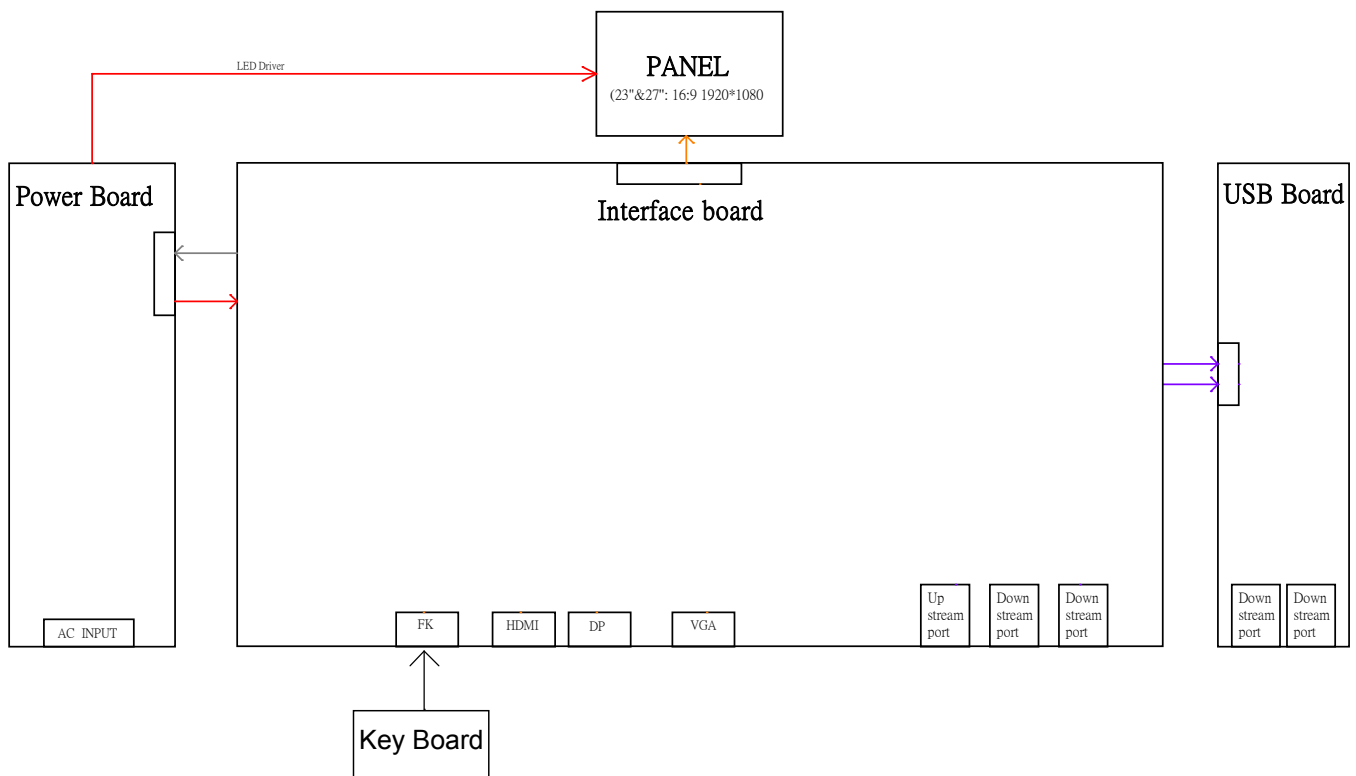 LED Driver
PANEL
(23"&27": 16:9 1920*1080
Power Board
Interface board
USB Board
AC INPUT
FK
HDMI
DP
VGA
Up
stream
port
Down
stream
port
Down
stream
port
Down
stream
port
Down
stream
port
Key Board